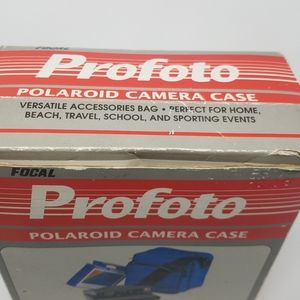 FOCAL
Profoto
POLAROID CAMERA CASE
VERSATILE ACCESSORIES BAG • PERFECT FOR HOME,
BEACH, TRAVEL, SCHOOL, AND SPORTING EVENTS
FOCAL
Profoto
POLAROID CAMERA CASE